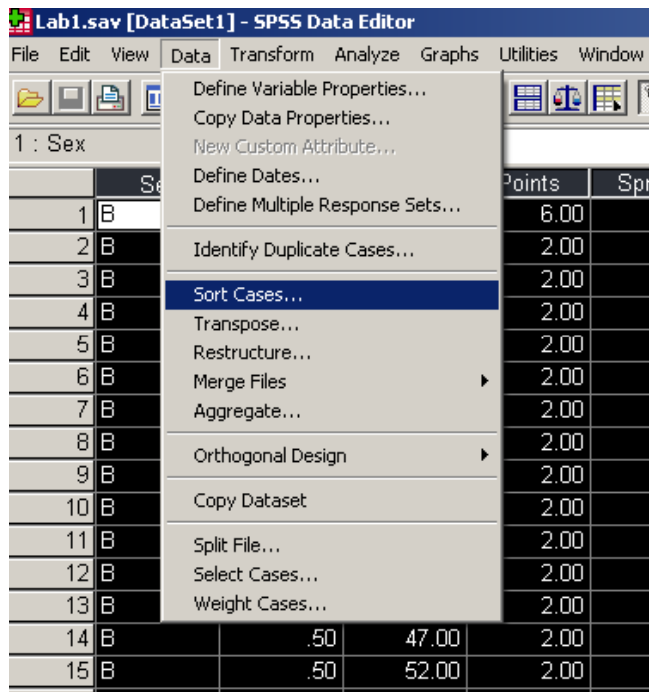 Lab1.sav [DataSet1] - SPSS Data Editor
File Edit View Data Transform Analyze Graphs Utilities Window
Define Variable Properties...
Copy Data Properties...
1 : Sex
New Custom Attribute...
Define Dates...
Points
Define Multiple Response Sets...
1 B 6.00
Identify Duplicate Cases...
2 B 2.00
3 B 2.00
Sort Cases...
4 B 2.00
Transpose...
5 B 2.00
Restructure...
6 B 2.00
Merge Files
7 B 2.00
Aggregate...
8 B 2.00
Orthogonal Design
9 B 2.00
Copy Dataset
10 B 2.00
11 B 2.00
Split File...
12 B 2.00
Select Cases...
13 B 2.00
Weight Cases...
14 B .50 47.00 2.00
15 B .50 52.00 2.00